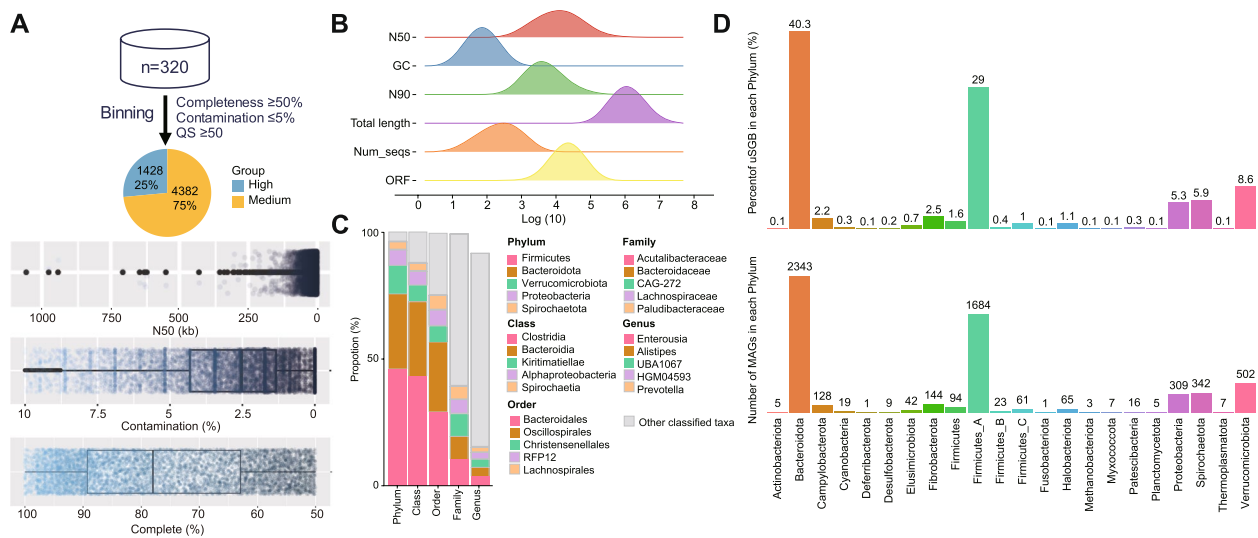 A
n=320
Binning
Completeness ≥50%
Contamination ≤5%
QS ≥50
1428
25%
4382
75%
Group
High
Medium
1000
750
500
250
0
N50 (kb)
10
7.5
5
2.5
0
Contamination (%)
100
90
80
70
60
50
Complete (%)
B
N50
GC
N90
Total length
Num_seqs
ORF
0
1
2
3
4
5
6
7
8
Log (10)
C
Propotion (%)
100
50
0
Phylum
Class
Order
Family
Genus
Phylum
Firmicutes
Bacteroidota
Verrucomicrobiota
Proteobacteria
Spirochaetota
Class
Clostridia
Bacteroidia
Kiritimatiellae
Alphaproteobacteria
Spirochaetia
Order
Bacteroidales
Oscillospirales
Christensenellales
RFP12
Lachnospirales
Family
Acutalibacteraceae
Bacteroidaceae
CAG-272
Lachnospiraceae
Paludibacteraceae
Genus
Enterousia
Alistipes
UBA1067
HGM04593
Prevotella
Other classified taxa
D
Percentof uSGB in each Phylum (%)
0.1
40.3
2.2
0.3
0.1
0.2
0.7
2.5
1.6
29
0.4
1
0.1
1.1
0.1
0.1
0.3
0.1
5.3
5.9
0.1
8.6
Number of MAGs in each Phylum
5
2343
128
19
1
9
42
144
94
1684
23
61
1
65
3
7
16
5
309
342
7
502
Actinobacteriota
Bacteroidota
Campylobacterota
Cyanobacteria
Deferribacterota
Desulfobacterota
Elusimicrobiota
Fibrobacterota
Firmicutes
Firmicutes_A
Firmicutes_B
Firmicutes_C
Fusobacteriota
Halobacteriota
Methanobacteriota
Myxococcota
Patescibacteria
Planctomycetota
Proteobacteria
Spirochaetota
Thermoplasmatota
Verrucomicrobiota